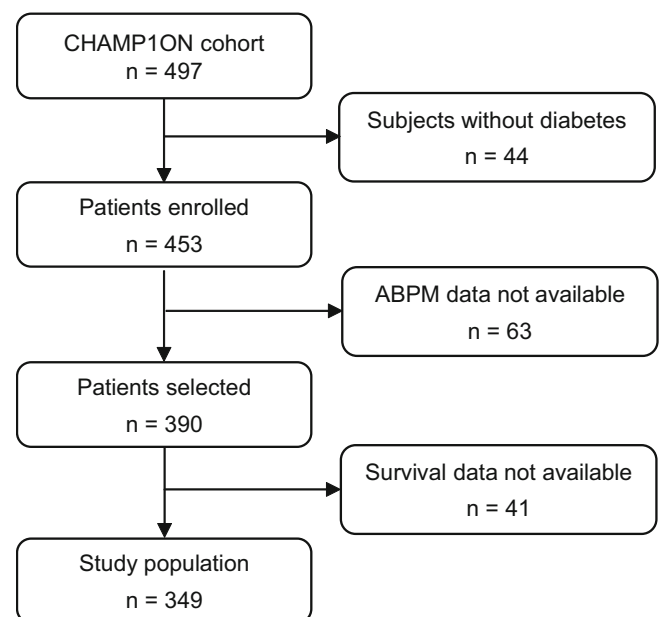 CHAMP1ON cohort
n = 497
Subjects without diabetes
n = 44
Patients enrolled
n = 453
ABPM data not available
n = 63
Patients selected
n = 390
Survival data not available
n = 41
Study population
n = 349